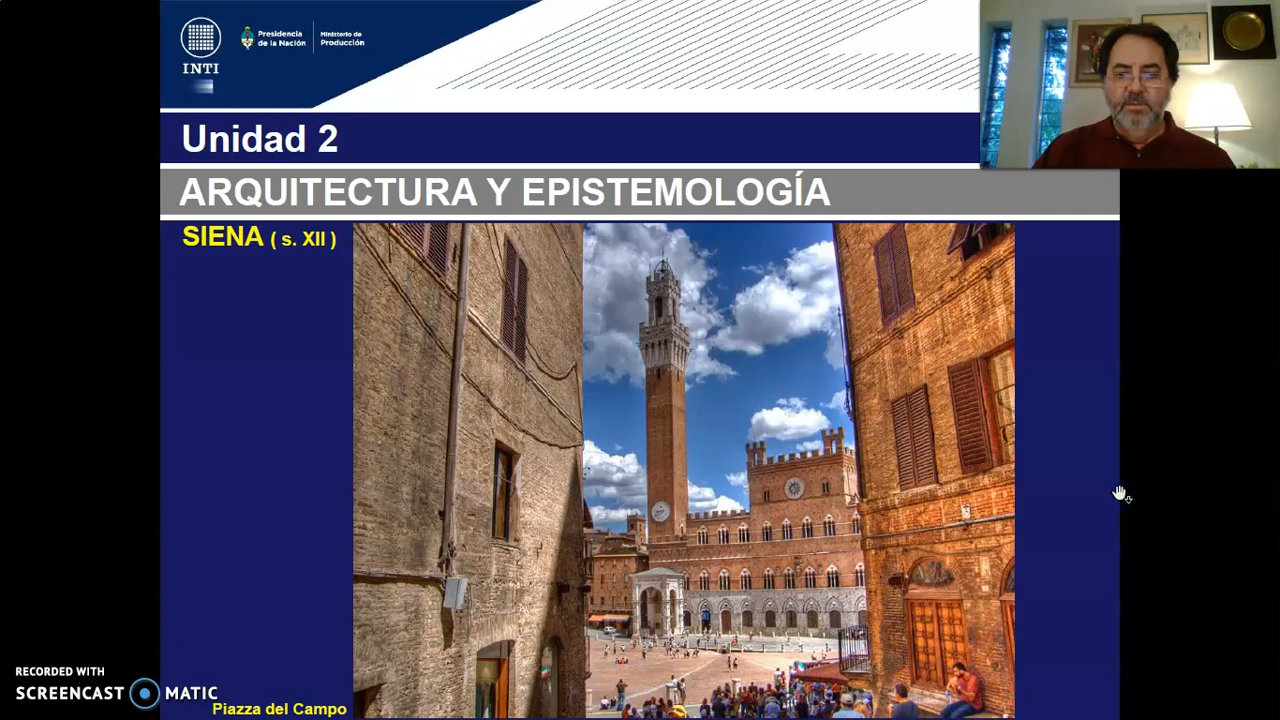 INTI
Presidencia
de la Nación
Ministerio de
Producción
Unidad 2
ARQUITECTURA Y EPISTEMOLOGÍA
SIENA ( s. XII )
RECORDED WITH
SCREENCAST MATIC
Piazza del Campo